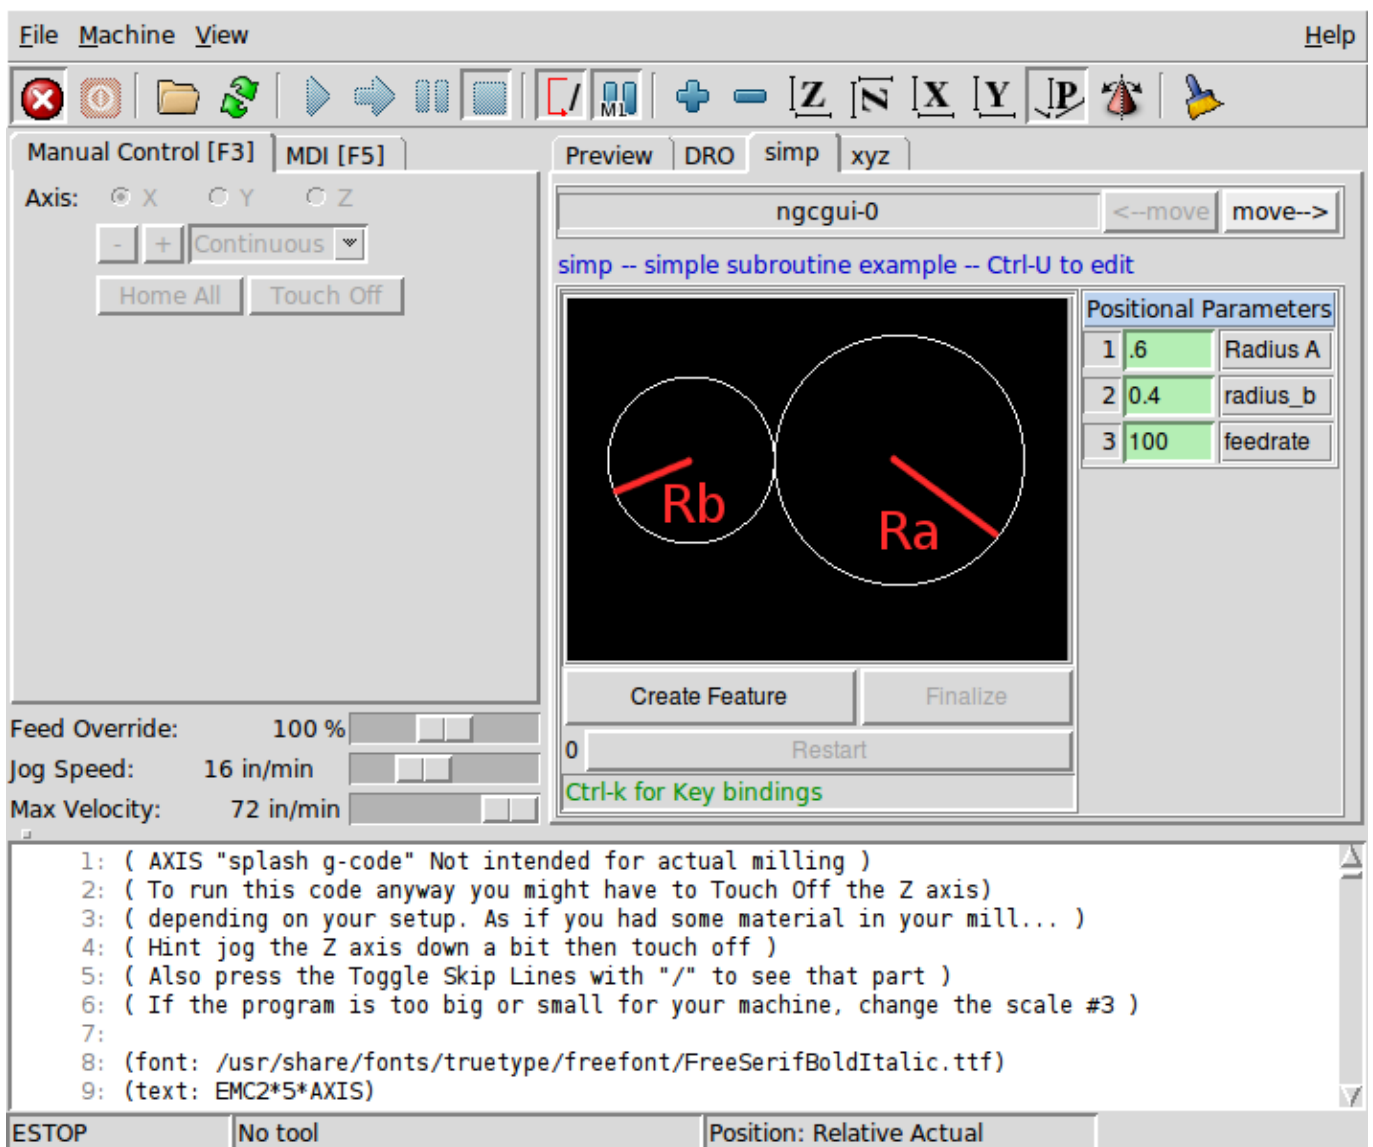 File Machine View Help
M1 Z N X Y P
Manual Control [F3] MDI [F5]
Preview DRO simp xyz
Axis: X Y Z
ngcgui-0 <--move move-->
- + Continuous
simp -- simple subroutine example -- Ctrl-U to edit
Home All Touch Off
Positional Parameters
1 .6 Radius A
2 0.4 radius_b
3 100 feedrate
Rb
Ra
Create Feature Finalize
Feed Override: 100 %
0 Restart
Jog Speed: 16 in/min
Ctrl-k for Key bindings
Max Velocity: 72 in/min
1: ( AXIS "splash g-code" Not intended for actual milling )
2: ( To run this code anyway you might have to Touch Off the Z axis)
3: ( depending on your setup. As if you had some material in your mill... )
4: ( Hint jog the Z axis down a bit then touch off )
5: ( Also press the Toggle Skip Lines with "/" to see that part )
6: ( If the program is too big or small for your machine, change the scale #3 )
7:
8: (font: /usr/share/fonts/truetype/freefont/FreeSerifBoldItalic.ttf)
9: (text: EMC2*5*AXIS)
ESTOP No tool Position: Relative Actual